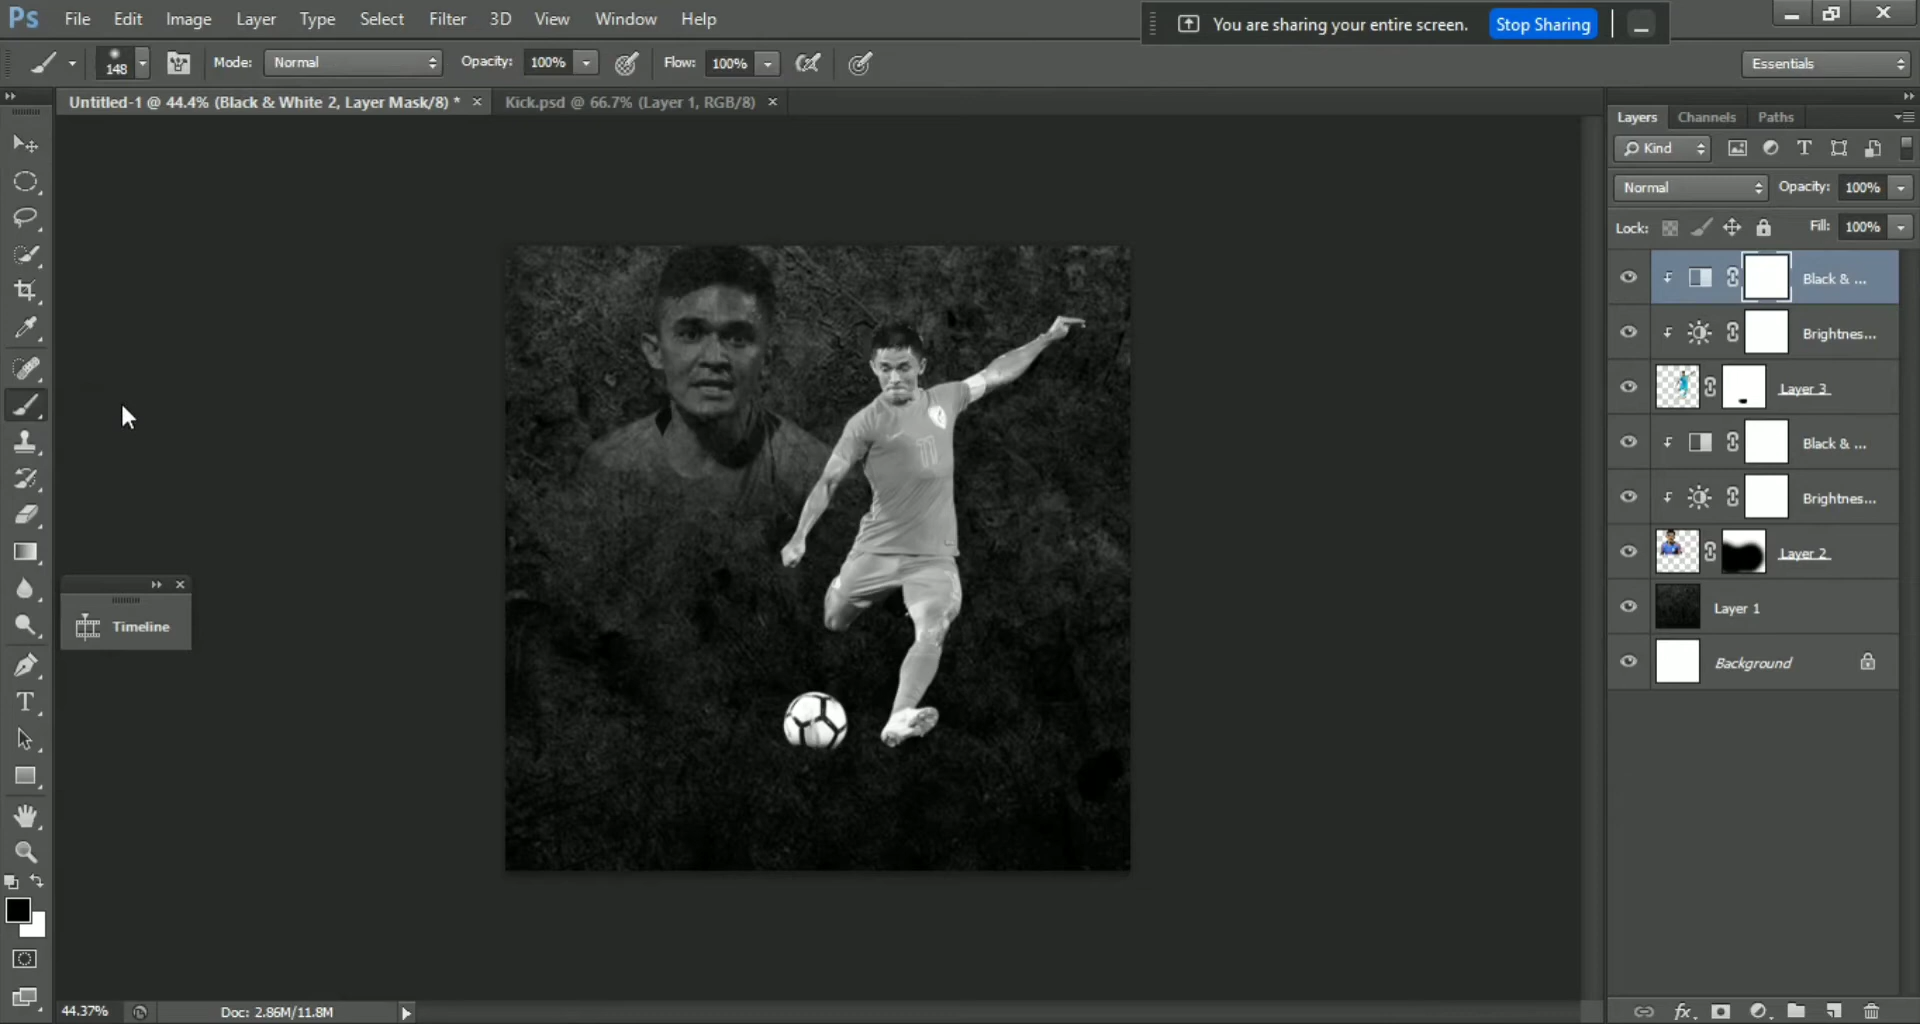 Ps File Edit Image Layer Type Select Filter 3D View Window Help
You are sharing your entire screen. Stop Sharing
148 Mode: Normal Opacity: 100% Flow: 100% Essentials
Untitled-1 @ 44.4% (Black & White 2, Layer Mask/8) * × Kick.psd @ 66.7% (Layer 1, RGB/8) ×
Layers Channels Paths
Kind
Normal Opacity: 100%
Lock: Fill: 100%
Black & ...
Brightnes...
Layer 3
Black & ...
Brightnes...
Layer 2
Layer 1
Background
11
Timeline
44.37% Doc: 2.86M/11.8M